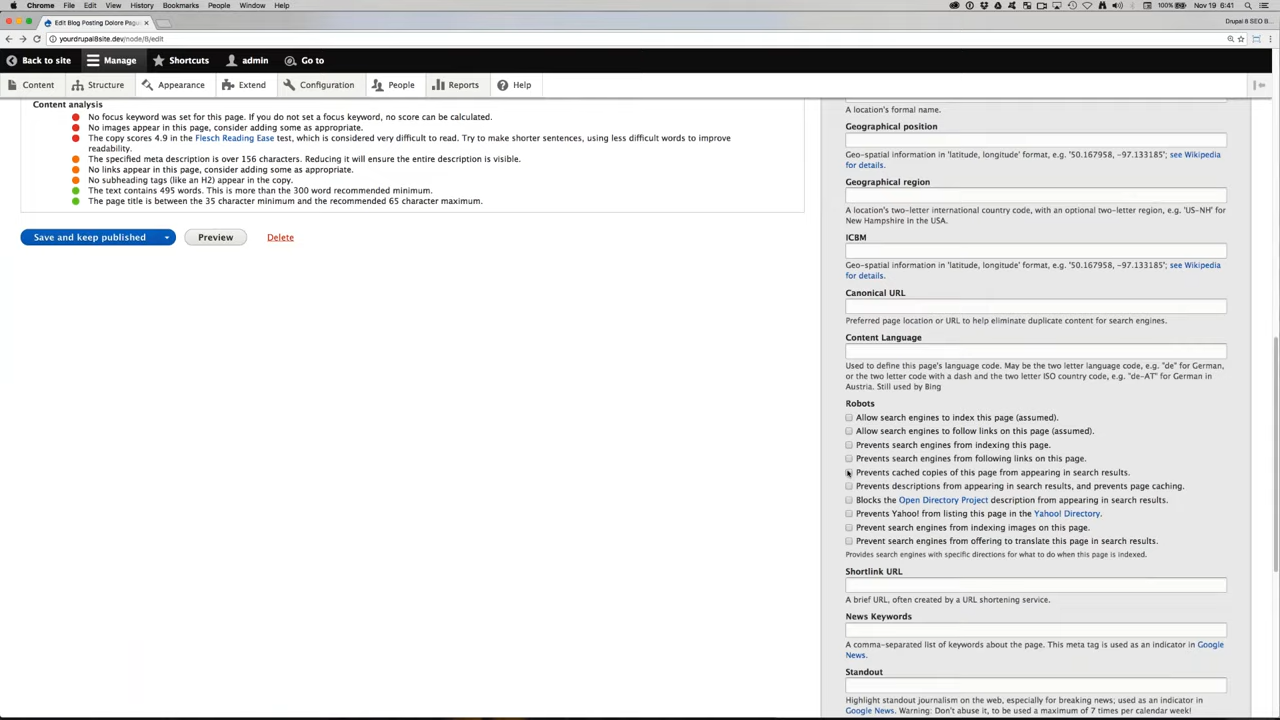 Chrome File Edit View History Bookmarks People Window Help
100% Nov 19 6:41
Edit Blog Posting Dolore Pagu
Drupal 8 SEO B...
yourdrupal8site.dev/node/8/edit
Back to site Manage Shortcuts admin Go to
Content Structure Appearance Extend Configuration People Reports Help
Content analysis
No focus keyword was set for this page. If you do not set a focus keyword, no score can be calculated.
No images appear in this page, consider adding some as appropriate.
The copy scores 4.9 in the Flesch Reading Ease test, which is considered very difficult to read. Try to make shorter sentences, using less difficult words to improve
readability.
The specified meta description is over 156 characters. Reducing it will ensure the entire description is visible.
No links appear in this page, consider adding some as appropriate.
No subheading tags (like an H2) appear in the copy.
The text contains 495 words. This is more than the 300 word recommended minimum.
The page title is between the 35 character minimum and the recommended 65 character maximum.
Save and keep published Preview Delete
A location's formal name.
Geographical position
Geo-spatial information in 'latitude, longitude' format, e.g. '50.167958, -97.133185'; see Wikipedia
for details.
Geographical region
A location's two-letter international country code, with an optional two-letter region, e.g. 'US-NH' for
New Hampshire in the USA.
ICBM
Geo-spatial information in 'latitude, longitude' format, e.g. '50.167958, -97.133185'; see Wikipedia
for details.
Canonical URL
Preferred page location or URL to help eliminate duplicate content for search engines.
Content Language
Used to define this page's language code. May be the two letter language code, e.g. "de" for German,
or the two letter code with a dash and the two letter ISO country code, e.g. "de-AT" for German in
Austria. Still used by Bing
Robots
Allow search engines to index this page (assumed).
Allow search engines to follow links on this page (assumed).
Prevents search engines from indexing this page.
Prevents search engines from following links on this page.
Prevents cached copies of this page from appearing in search results.
Prevents descriptions from appearing in search results, and prevents page caching.
Blocks the Open Directory Project description from appearing in search results.
Prevents Yahoo! from listing this page in the Yahoo! Directory.
Prevent search engines from indexing images on this page.
Prevent search engines from offering to translate this page in search results.
Provides search engines with specific directions for what to do when this page is indexed.
Shortlink URL
A brief URL, often created by a URL shortening service.
News Keywords
A comma-separated list of keywords about the page. This meta tag is used as an indicator in Google
News.
Standout
Highlight standout journalism on the web, especially for breaking news; used as an indicator in
Google News. Warning: Don't abuse it, to be used a maximum of 7 times per calendar week!